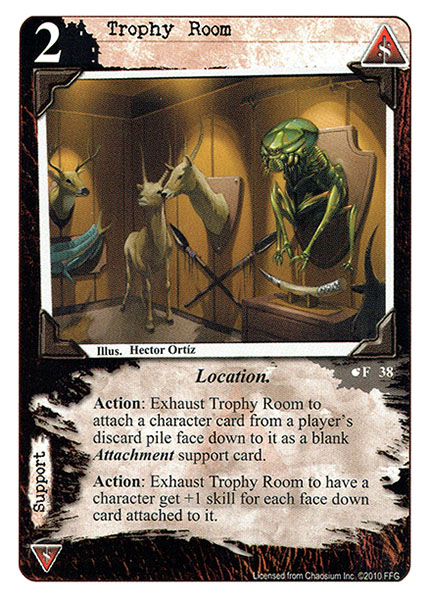 2
Trophy Room
Illus. Hector Ortíz
F 38
Location.
Action: Exhaust Trophy Room to
attach a character card from a player's
discard pile face down to it as a blank
Attachment support card.
Action: Exhaust Trophy Room to have a
character get +1 skill for each face down
card attached to it.
Support
Licensed from Chaosium Inc. ©2010 FFG